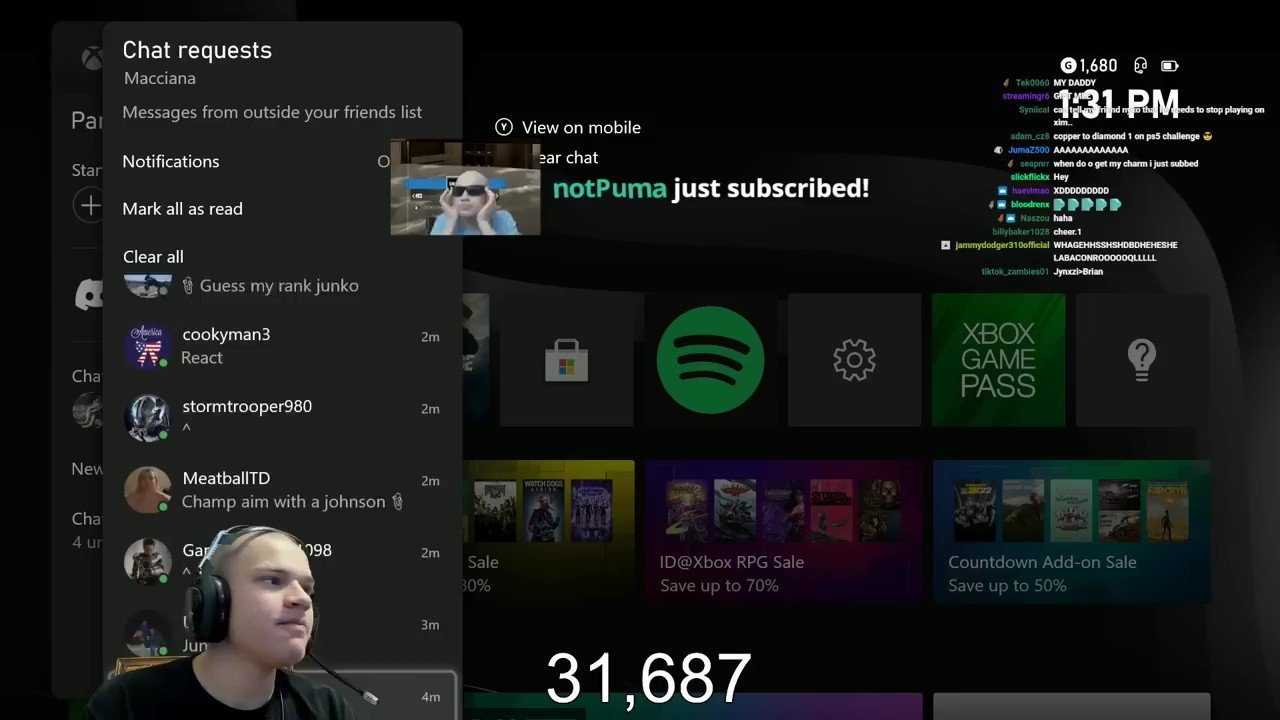 Chat requests
Macciana
Messages from outside your friends list
Notifications
Mark all as read
Clear all
Guess my rank junko
cookyman3
2m
React
stormtrooper980
2m
^
MeatballTD
2m
Champ aim with a johnson
2m
^
3m
4m
View on mobile
notPuma just subscribed!
G 1,680
1:31 PM
Tek0060 MY DADDY
adam_cz8 copper to diamond 1 on ps5 challenge
JumaZ500 AAAAAAAAAAAAA
seapnrr when do o get my charm i just subbed
slickflickx Hey
haevimao XDDDDDDDDD
bloodrenx
Naszou haha
billybaker1028 cheer.1
jammydodger310official WHAGEHHSSHSHDBDHEHESHE
LABACONROOOOOQLLLLL
tiktok_zambies01 Jynxzi>Brian
XBOX
GAME
PASS
Sale
ID@Xbox RPG Sale
Save up to 70%
Countdown Add-on Sale
Save up to 50%
31,687